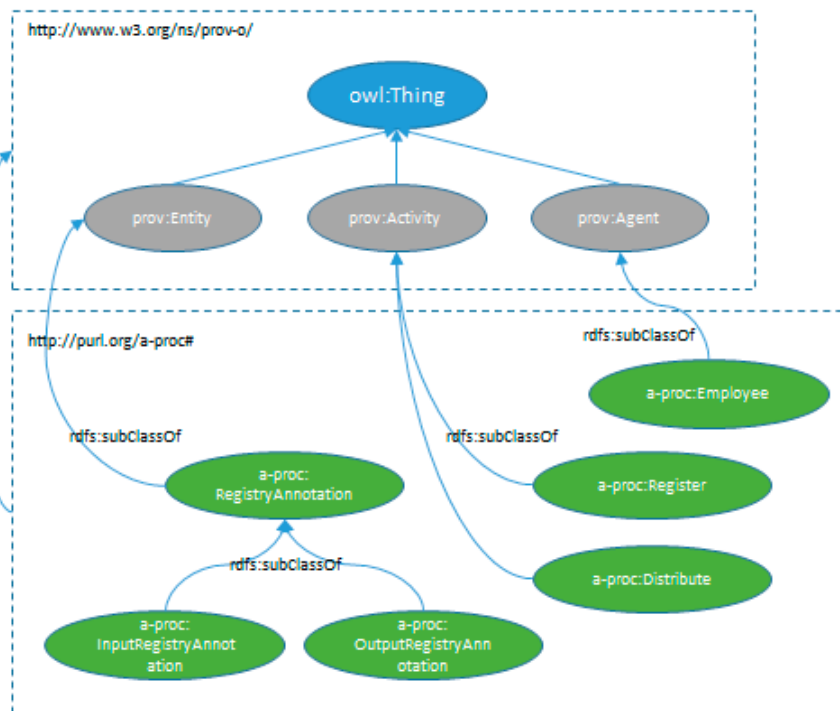 http://www.w3.org/ns/prov-o/
owl:Thing
prov:Entity
prov:Activity
prov:Agent
http://purl.org/a-proc#
rdfs:subClassOf
a-proc:Employee
rdfs:subClassOf
rdfs:subClassOf
a-proc:
RegistryAnnotation
a-proc:Register
rdfs:subClassOf
a-proc:Distribute
a-proc:
InputRegistryAnnot
ation
a-proc:
OutputRegistryAnn
otation